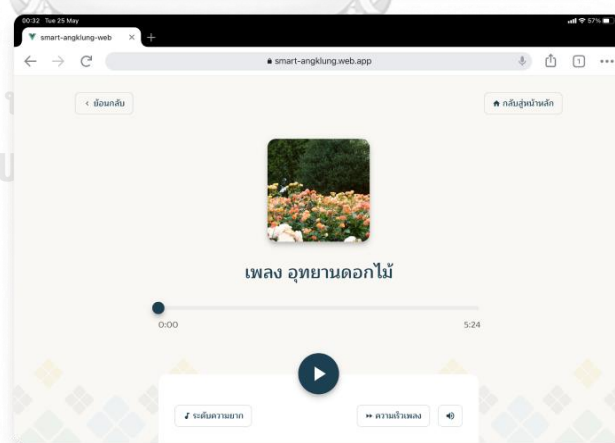 00:32 Tue 25 May 57%
smart-angklung-web
smart-angklung.web.app 1
ย้อนกลับ กลับสู่หน้าหลัก
เพลง อุทยานดอกไม้
0:00 5:24
ระดับความยาก ความเร็วเพลง